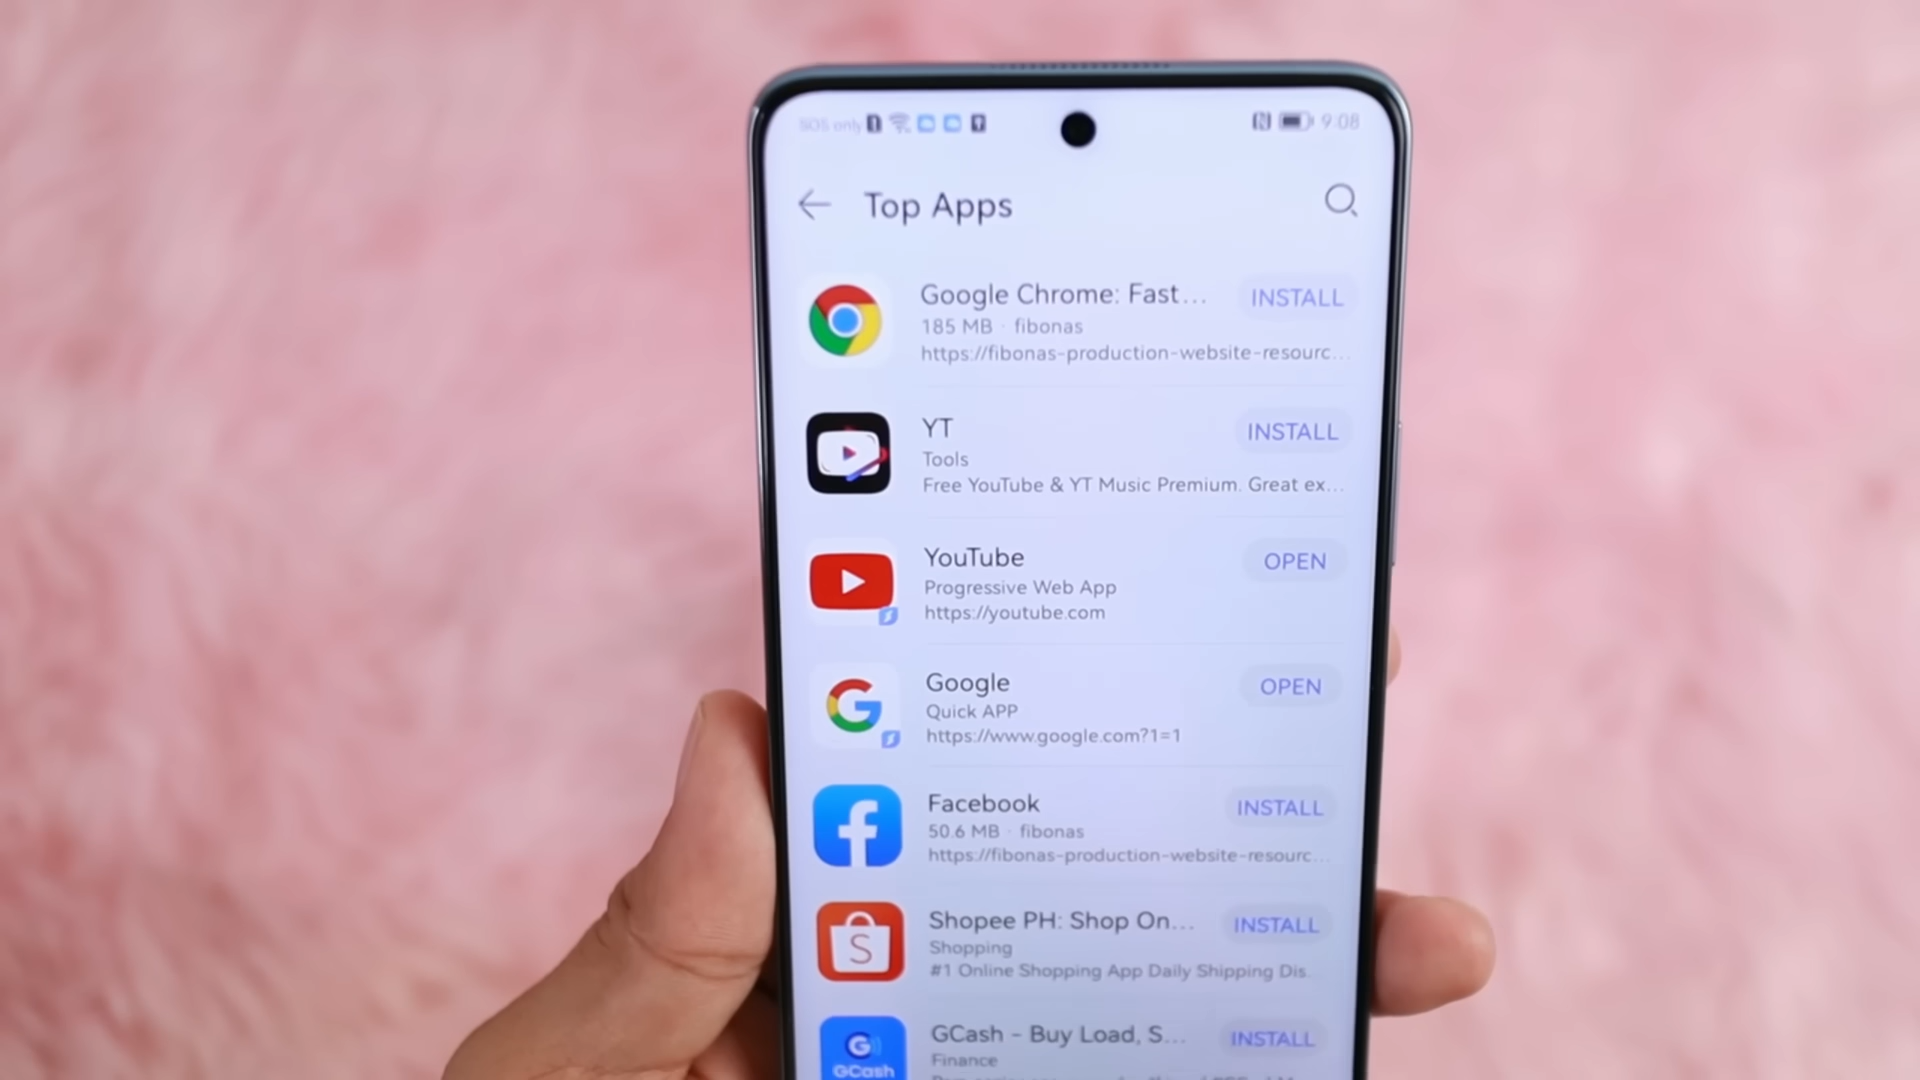 SOS only 9:08
Top Apps
Google Chrome: Fast... INSTALL
185 MB · fibonas
https://fibonas-production-website-resourc...
YT INSTALL
Tools
Free YouTube & YT Music Premium. Great ex...
YouTube OPEN
Progressive Web App
https://youtube.com
Google OPEN
Quick APP
https://www.google.com?1=1
Facebook INSTALL
50.6 MB · fibonas
https://fibonas-production-website-resourc...
Shopee PH: Shop On... INSTALL
S
Shopping
#1 Online Shopping App Daily Shipping Dis
GCash - Buy Load, S... INSTALL
GCash
Finance